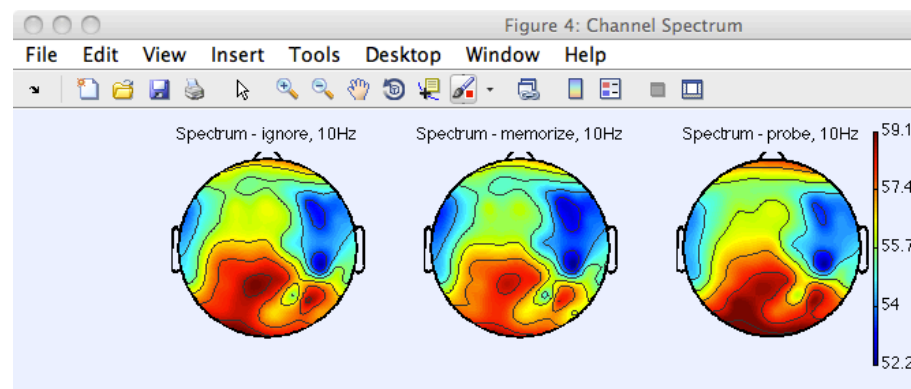 Figure 4: Channel Spectrum
File Edit View Insert Tools Desktop Window Help
Spectrum - ignore, 10Hz Spectrum - memorize, 10Hz Spectrum - probe, 10Hz
59.1
57.4
55.7
54
52.2